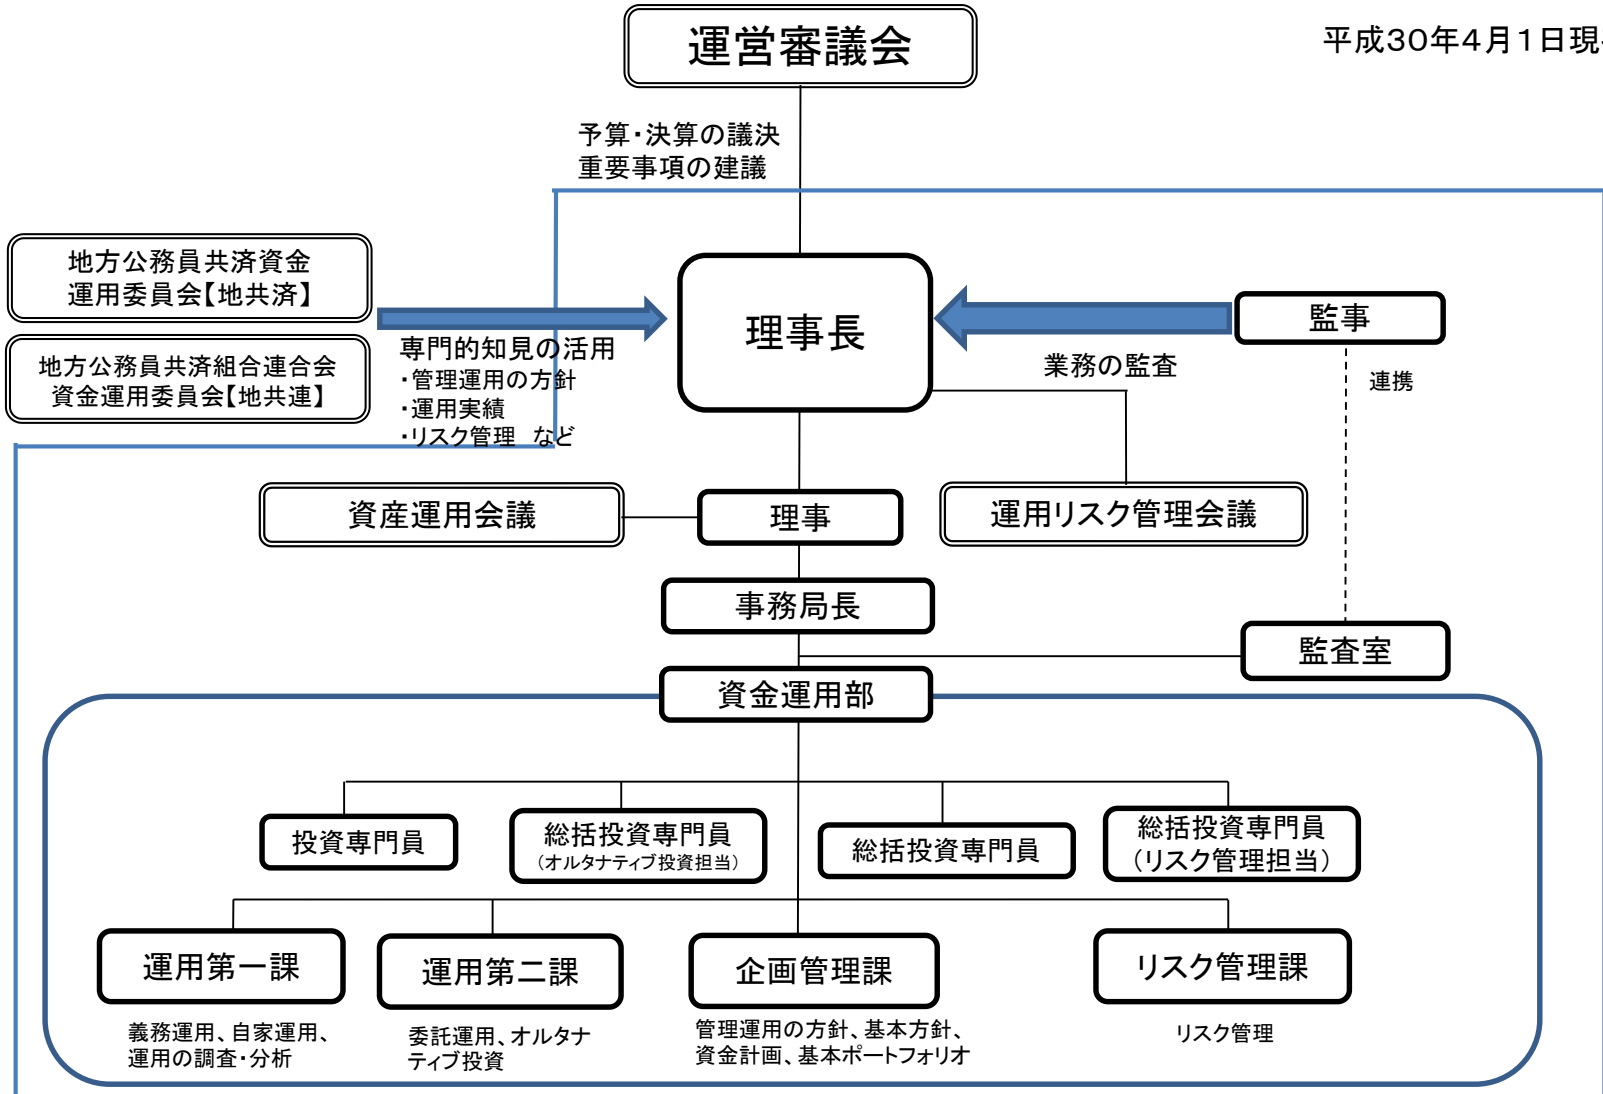 運営審議会
平成30年4月1日現
予算・決算の議決
重要事項の建議
地方公務員共済資金
運用委員会【地共済】
地方公務員共済組合連合会
資金運用委員会【地共連】
専門的知見の活用
・管理運用の方針
・運用実績
・リスク管理　など
理事長
監事
業務の監査
連携
資産運用会議
理事
運用リスク管理会議
事務局長
監査室
資金運用部
投資専門員
総括投資専門員
（オルタナティブ投資担当）
総括投資専門員
総括投資専門員
（リスク管理担当）
運用第一課
運用第二課
企画管理課
リスク管理課
義務運用、自家運用、
運用の調査・分析
委託運用、オルタナ
ティブ投資
管理運用の方針、基本方針、
資金計画、基本ポートフォリオ
リスク管理